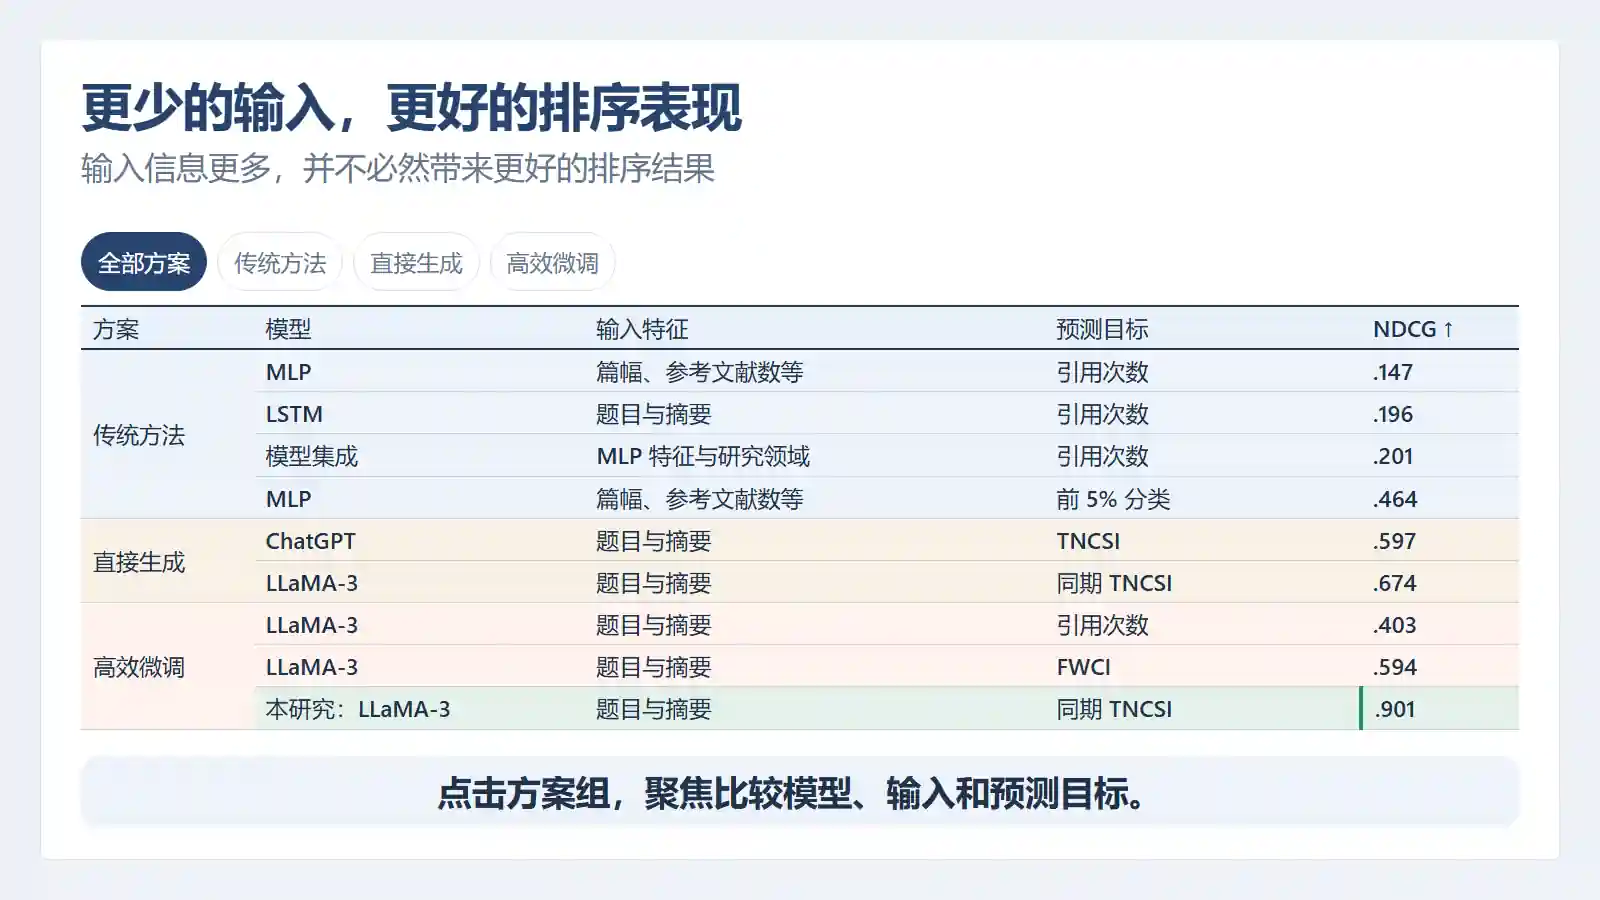 更少的输入，更好的排序表现
输入信息更多，并不必然带来更好的排序结果
全部方案 传统方法 直接生成 高效微调
方案 模型 输入特征 预测目标 NDCG ↑
传统方法
MLP 篇幅、参考文献数等 引用次数 .147
LSTM 题目与摘要 引用次数 .196
模型集成 MLP 特征与研究领域 引用次数 .201
MLP 篇幅、参考文献数等 前 5% 分类 .464
直接生成
ChatGPT 题目与摘要 TNCSI .597
LLaMA-3 题目与摘要 同期 TNCSI .674
高效微调
LLaMA-3 题目与摘要 引用次数 .403
LLaMA-3 题目与摘要 FWCI .594
本研究：LLaMA-3 题目与摘要 同期 TNCSI .901
点击方案组，聚焦比较模型、输入和预测目标。